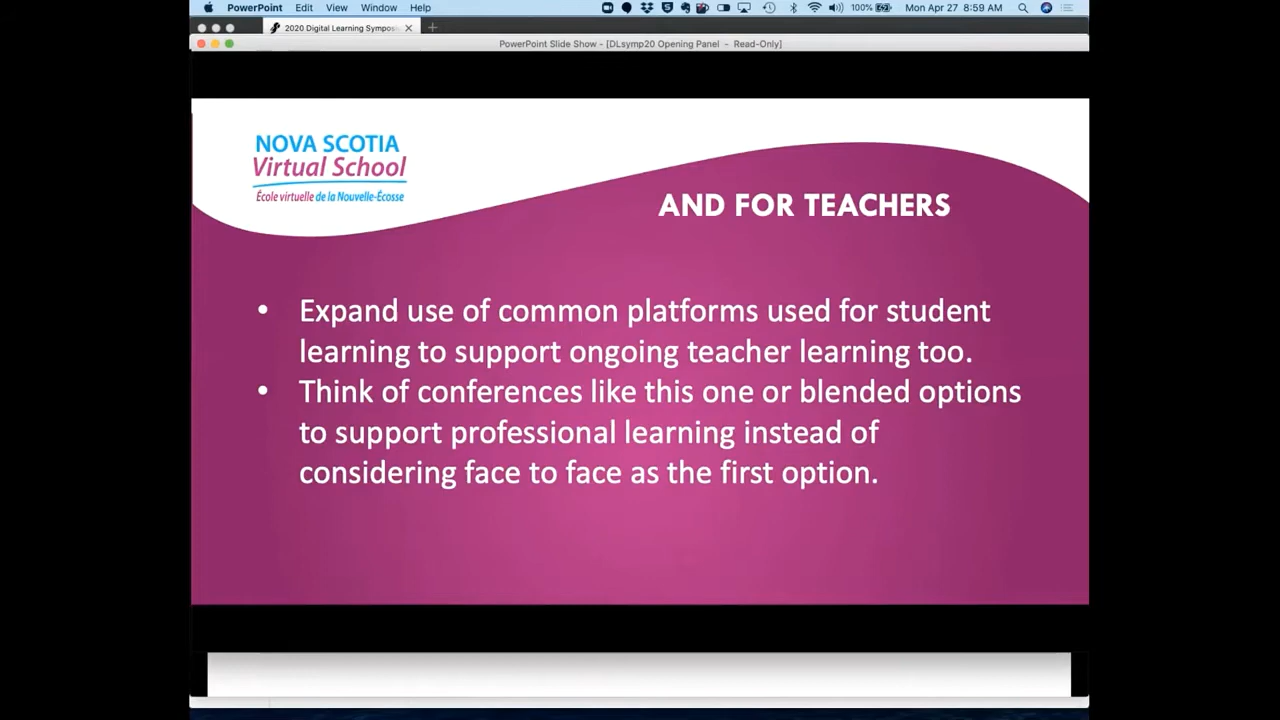 PowerPoint Edit View Window Help 100% Mon Apr 27 8:59 AM
2020 Digital Learning Sympos
PowerPoint Slide Show - [DLsymp20 Opening Panel - Read-Only]
NOVA SCOTIA
Virtual School
École virtuelle de la Nouvelle-Écosse
AND FOR TEACHERS
• Expand use of common platforms used for student
learning to support ongoing teacher learning too.
• Think of conferences like this one or blended options
to support professional learning instead of
considering face to face as the first option.